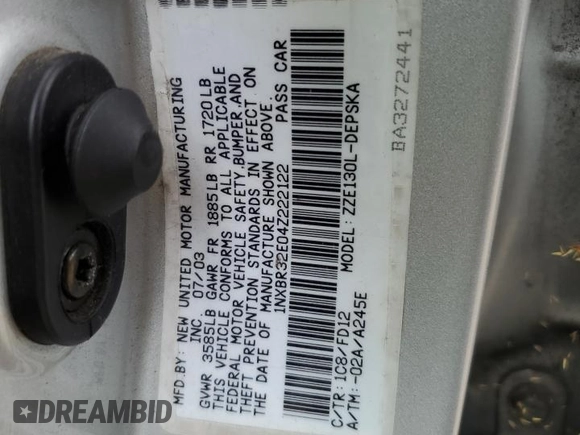 MFD.BY: NEW UNITED MOTOR MANUFACTURING
INC 07/03
GVWR 3585LB GAWR FR 1885LB RR 1720LB
THIS VEHICLE CONFORMS TO ALL APPLICABLE
FEDERAL MOTOR VEHICLE SAFETY,BUMPER,AND
THEFT PREVENTION STANDARDS IN EFFECT ON
THE DATE OF MANUFACTURE SHOWN ABOVE.
1NXBR32E04Z222122 PASS CAR
C/TR: 1C8/FD12 MODEL: ZZE130L-DEPSKA
A/TM: -02A/A245E
BA3272441
DREAMBID